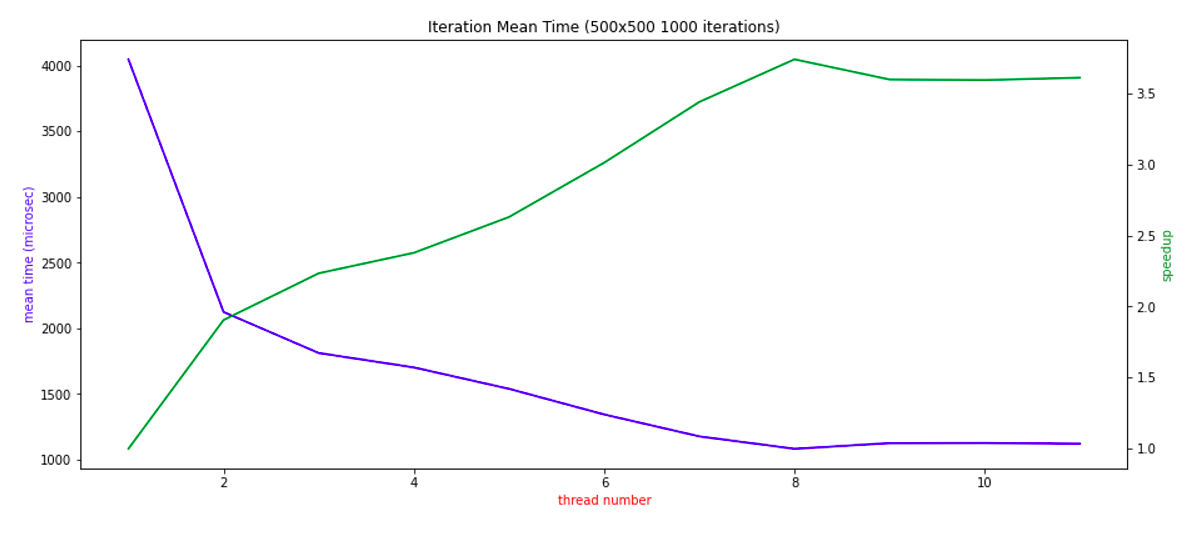 Iteration Mean Time (500x500 1000 iterations)
4000
3500
3000
2500
2000
1500
1000
mean time (microsec)
3.5
3.0
2.5
2.0
1.5
1.0
speedup
2 4 6 8 10
thread number